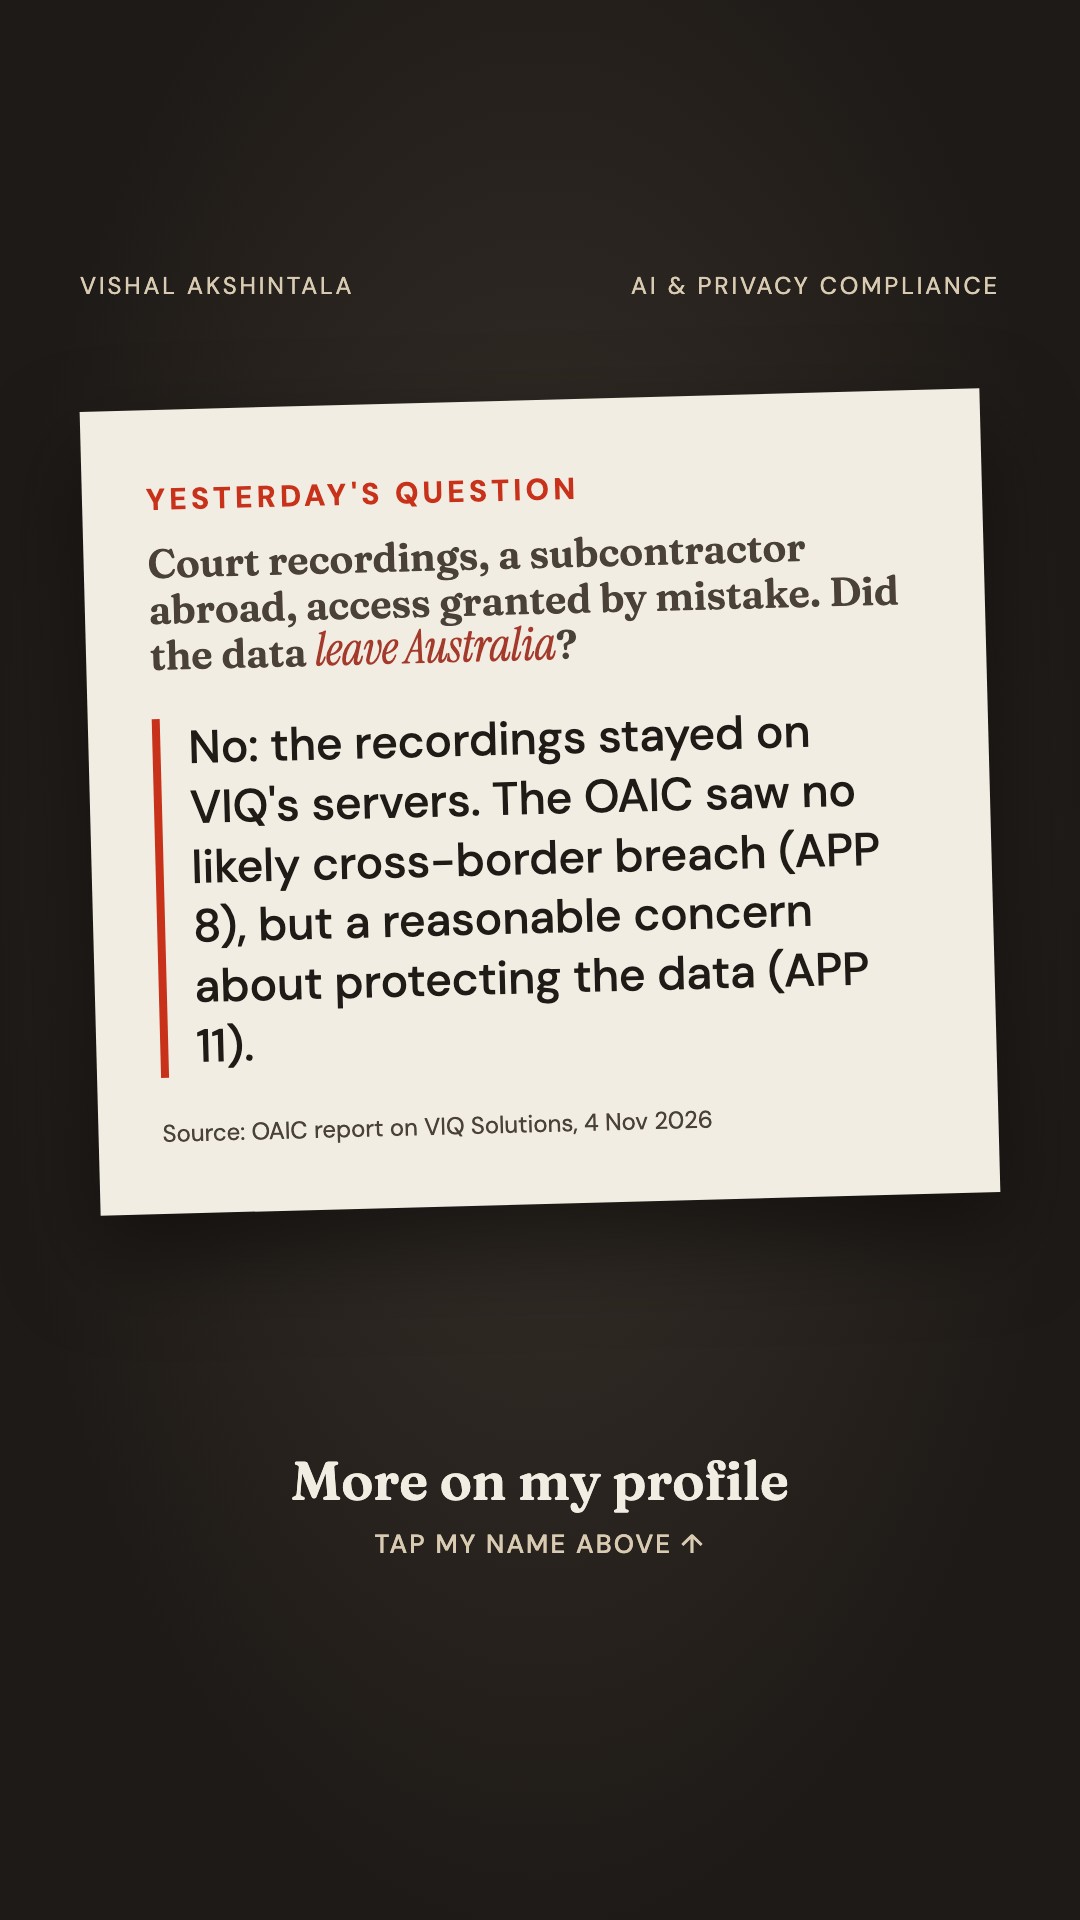 VISHAL AKSHINTALA
AI & PRIVACY COMPLIANCE
YESTERDAY'S QUESTION
Court recordings, a subcontractor
abroad, access granted by mistake. Did
the data leave Australia?
No: the recordings stayed on
VIQ's servers. The OAIC saw no
likely cross-border breach (APP
8), but a reasonable concern
about protecting the data (APP
11).
Source: OAIC report on VIQ Solutions, 4 Nov 2026
More on my profile
TAP MY NAME ABOVE ↑